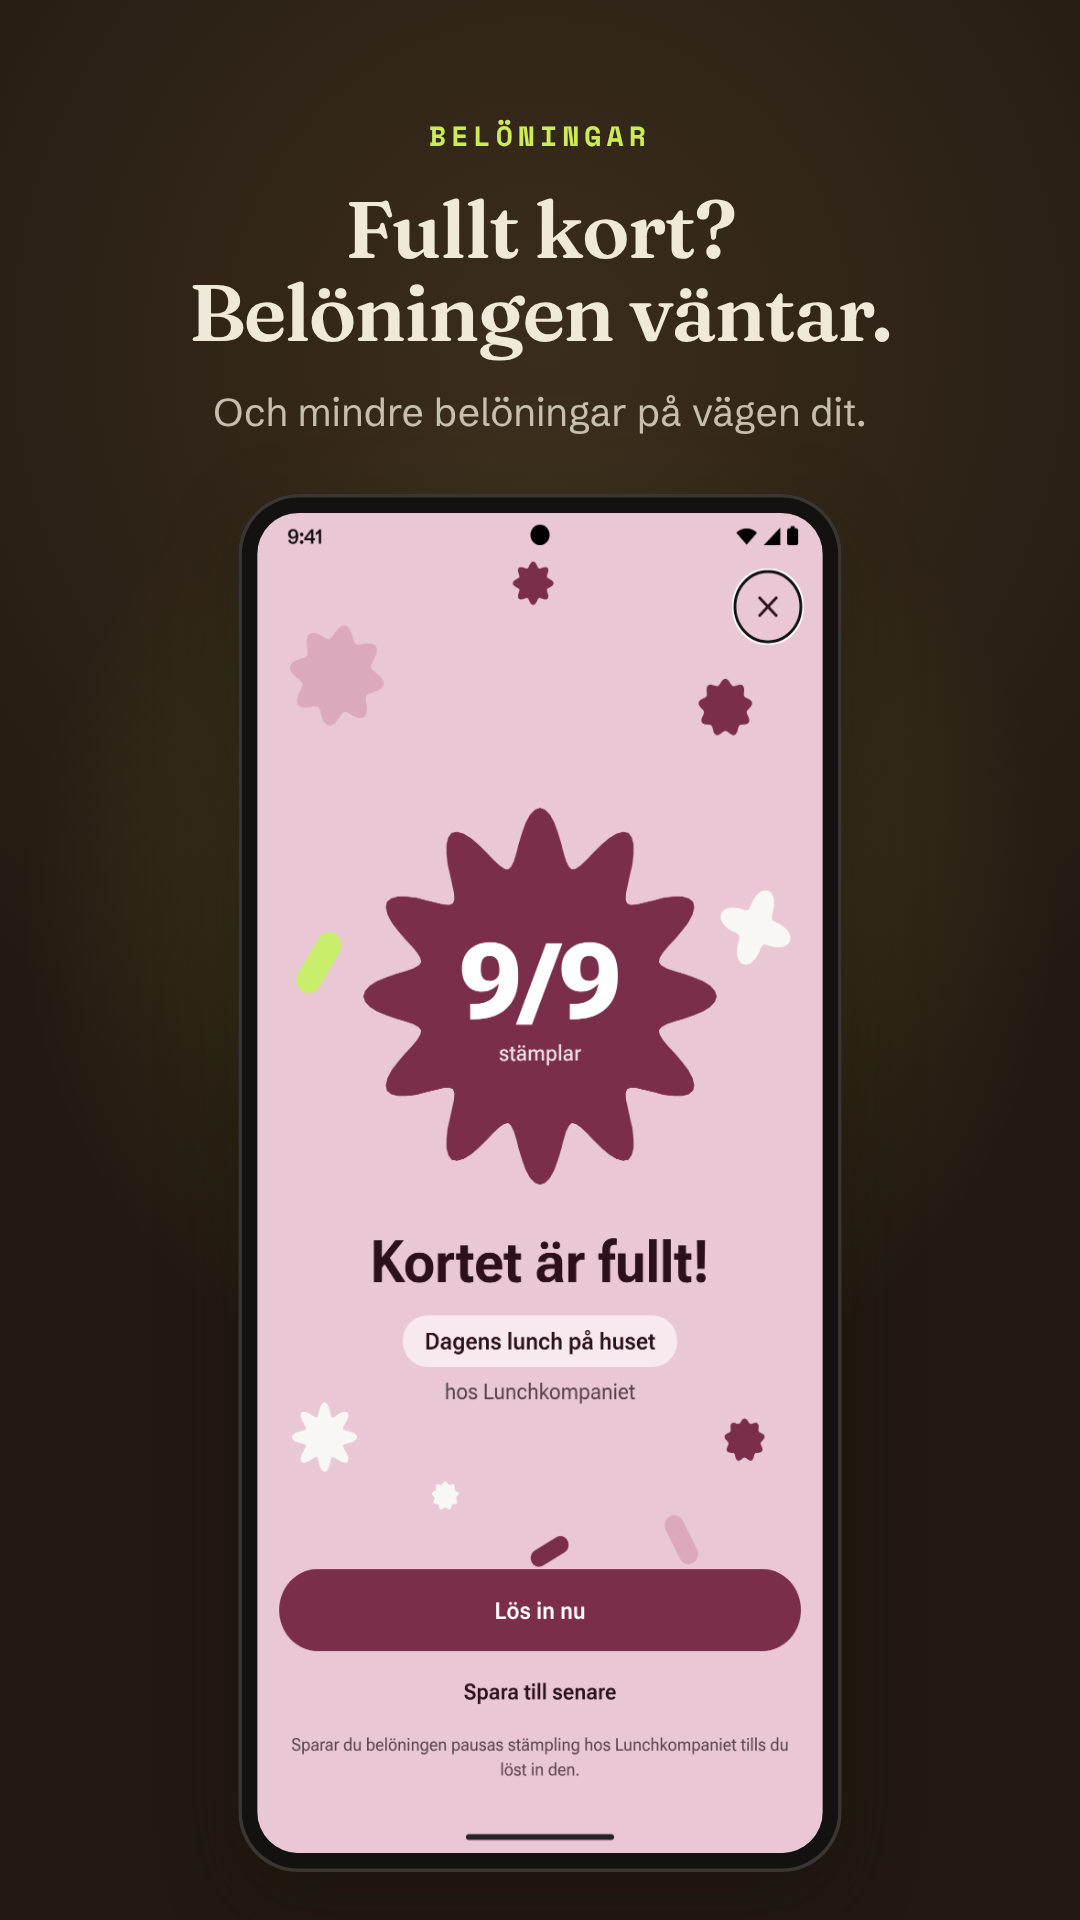 BELÖNINGAR
Fullt kort?
Belöningen väntar.
Och mindre belöningar på vägen dit.
9:41
9/9
stämplar
Kortet är fullt!
Dagens lunch på huset
hos Lunchkompaniet
Lös in nu
Spara till senare
Sparar du belöningen pausas stämpling hos Lunchkompaniet tills du
löst in den.